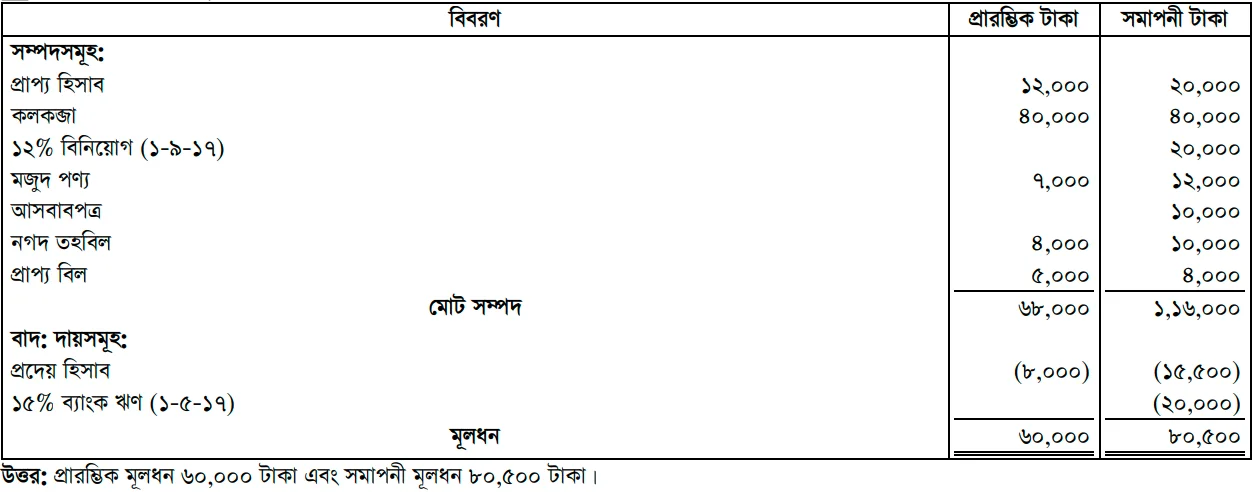 বিবরণ প্রারম্ভিক টাকা সমাপনী টাকা
সম্পদসমূহ:
প্রাপ্য হিসাব ১২,০০০ ২০,০০০
কলকব্জা ৪০,০০০ ৪০,০০০
১২% বিনিয়োগ (১-৯-১৭) ২০,০০০
মজুদ পণ্য ৭,০০০ ১২,০০০
আসবাবপত্র ১০,০০০
নগদ তহবিল ৪,০০০ ১০,০০০
প্রাপ্য বিল ৫,০০০ ৪,০০০
মোট সম্পদ ৬৮,০০০ ১,১৬,০০০
বাদ: দায়সমূহ:
প্রদেয় হিসাব (৮,০০০) (১৫,৫০০)
১৫% ব্যাংক ঋণ (১-৫-১৭) (২০,০০০)
মূলধন ৬০,০০০ ৮০,৫০০
উত্তর: প্রারম্ভিক মূলধন ৬০,০০০ টাকা এবং সমাপনী মূলধন ৮০,৫০০ টাকা।